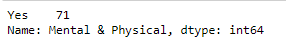 Yes    71
Name: Mental & Physical, dtype: int64